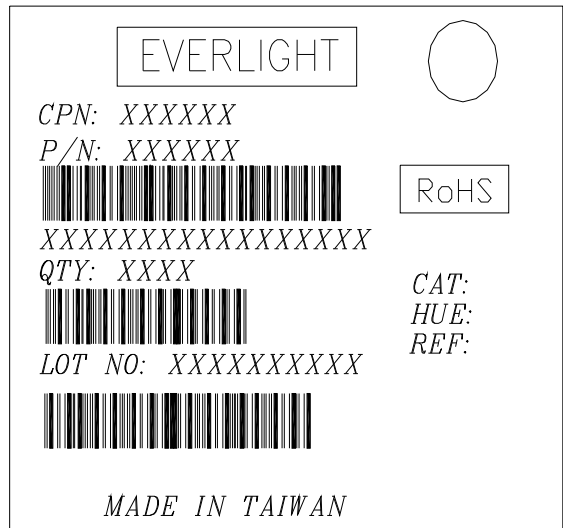 EVERLIGHT
CPN: XXXXXX
P/N: XXXXXX
RoHS
XXXXXXXXXXXXXXXXX
QTY: XXXX
CAT:
HUE:
REF:
LOT NO: XXXXXXXXXX
MADE IN TAIWAN